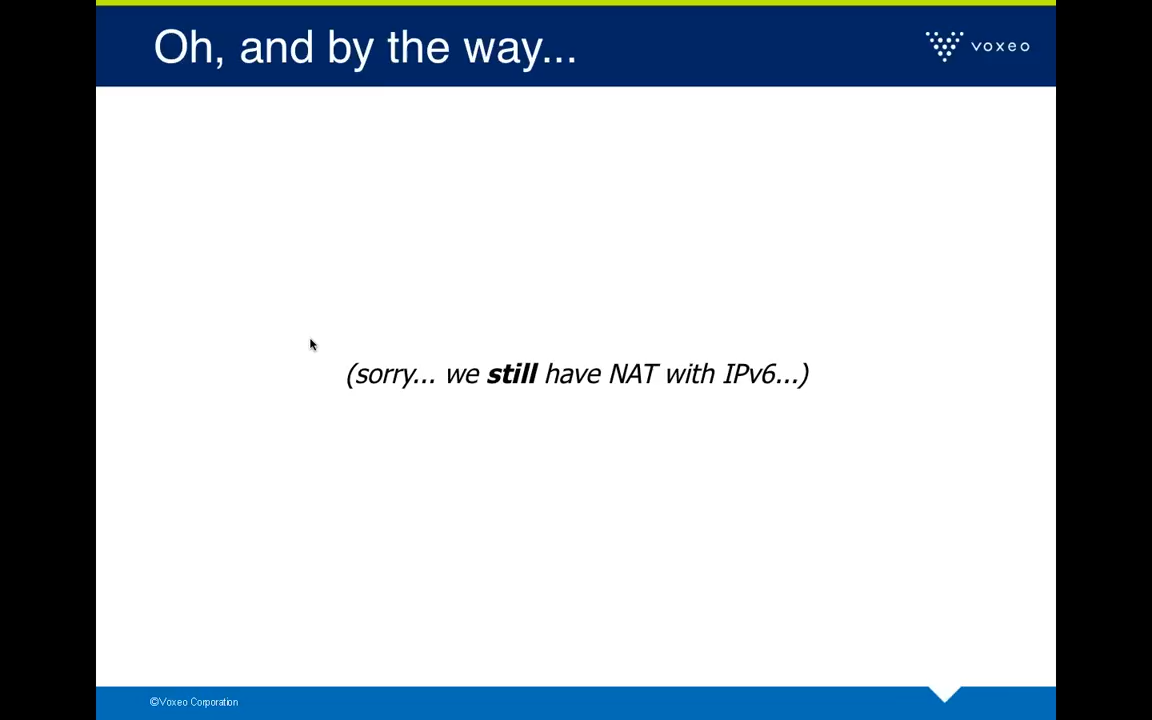 Oh, and by the way...
voxeo
(sorry... we still have NAT with IPv6...)
©Voxeo Corporation